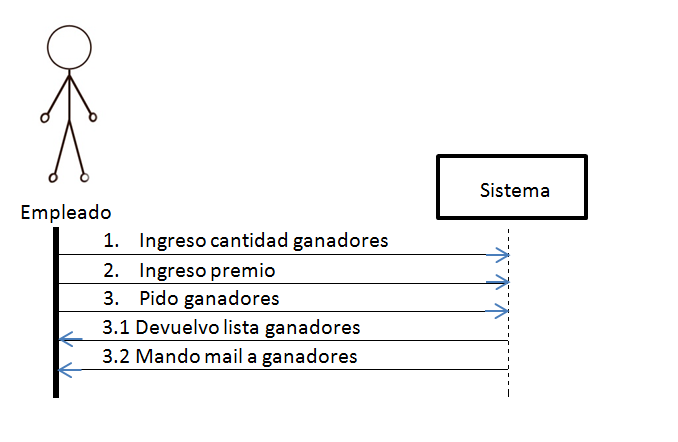 Sistema
Empleado
1. Ingreso cantidad ganadores
2. Ingreso premio
3. Pido ganadores
3.1 Devuelvo lista ganadores
3.2 Mando mail a ganadores